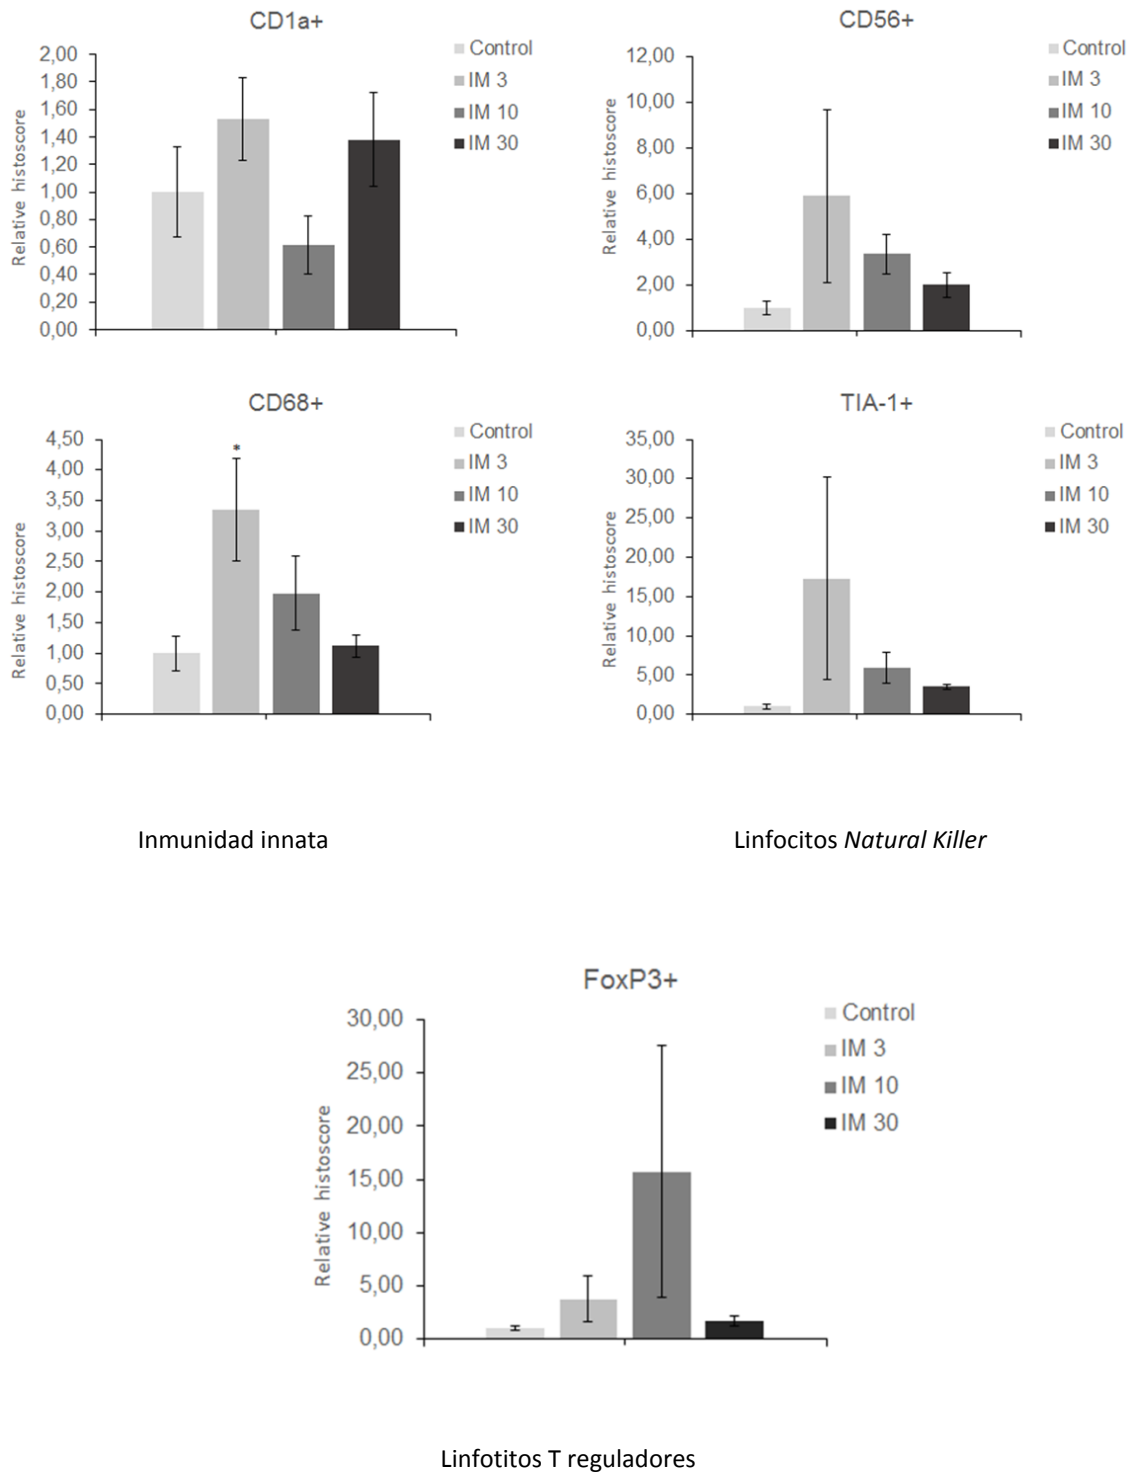 CD1a+
Relative histoscore
2,00
1,80
1,60
1,40
1,20
1,00
0,80
0,60
0,40
0,20
0,00
Control
IM 3
IM 10
IM 30
CD56+
Relative histoscore
12,00
10,00
8,00
6,00
4,00
2,00
0,00
Control
IM 3
IM 10
IM 30
CD68+
Relative histoscore
4,50
4,00
3,50
3,00
2,50
2,00
1,50
1,00
0,50
0,00
*
Control
IM 3
IM 10
IM 30
TIA-1+
Relative histoscore
35,00
30,00
25,00
20,00
15,00
10,00
5,00
0,00
Control
IM 3
IM 10
IM 30
Inmunidad innata
Linfocitos Natural Killer
FoxP3+
Relative histoscore
30,00
25,00
20,00
15,00
10,00
5,00
0,00
Control
IM 3
IM 10
IM 30
Linfotitos T reguladores